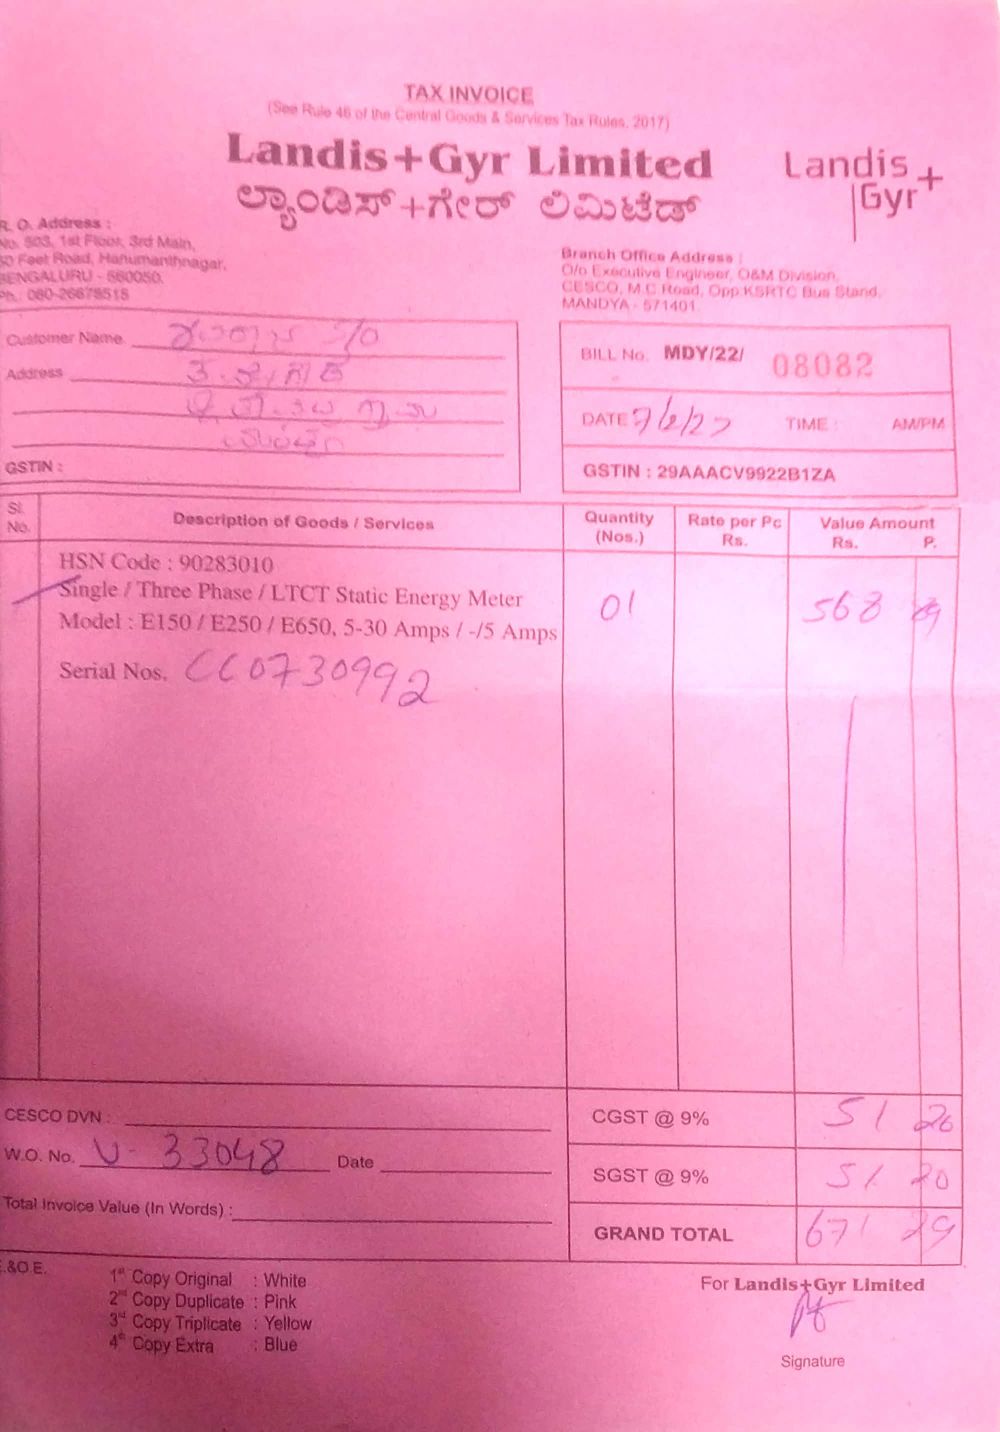 TAX INVOICE
(See Rule 46 of the Central Goods & Services Tax Rules, 2017)
Landis+Gyr Limited
ಲ್ಯಾಂಡಿಸ್+ಗೇರ್ ಲಿಮಿಟೆಡ್
Landis+
Gyr
R. O. Address :
No. 503, 1st Floor, 3rd Main,
Feet Road, Hanumanthnagar,
BENGALURU - 560050.
Ph.: 080-26678515
Branch Office Address :
O/o Executive Engineer, O&M Division,
CESCO, M.C Road, Opp KSRTC Bus Stand,
MANDYA - 571401.
Customer Name
Address
GSTIN :
BILL No. MDY/22/ 08082
DATE TIME : AM/PM
GSTIN : 29AAACV9922B1ZA
Sl. No. Description of Goods / Services Quantity (Nos.) Rate per Pc Rs. Value Amount Rs. P.
HSN Code : 90283010
Single / Three Phase / LTCT Static Energy Meter 01 568 89
Model : E150 / E250 / E650, 5-30 Amps / -/5 Amps
Serial Nos. CC0730992
CESCO DVN :
W.O. No. U- 33048 Date
Total Invoice Value (In Words) :
CGST @ 9% 51 20
SGST @ 9% 51 20
GRAND TOTAL 671 29
E.&O.E.
1st Copy Original : White
2nd Copy Duplicate : Pink
3rd Copy Triplicate : Yellow
4th Copy Extra : Blue
For Landis+Gyr Limited
Signature